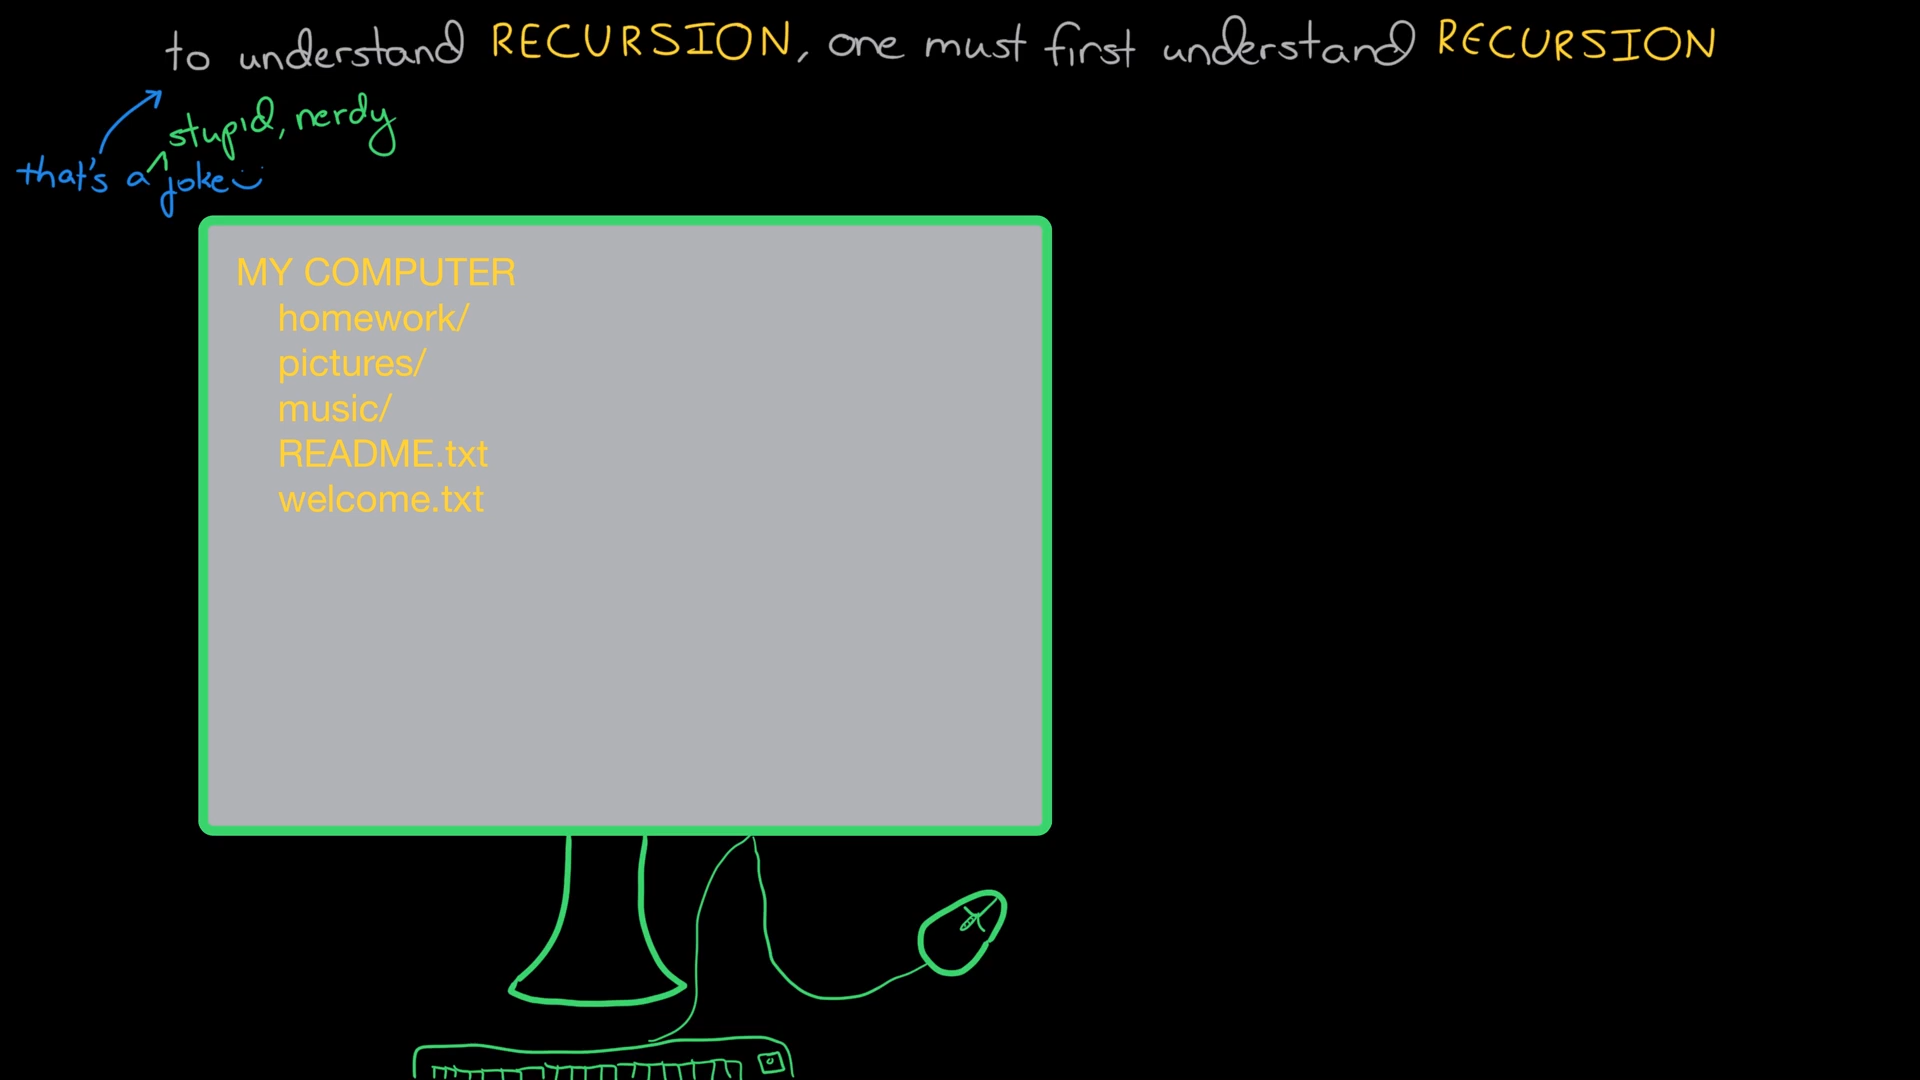 to understand RECURSION, one must first understand RECURSION
stupid, nerdy
that's a ^ joke
MY COMPUTER
homework/
pictures/
music/
README.txt
welcome.txt